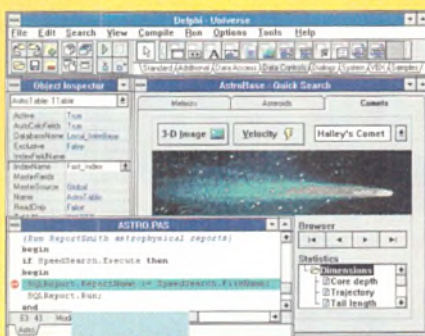 Delphi - Universe
File Edit Search View Compile Run Options Tools Help
Standard Additional Data Access Data Controls Dialogs System VBX Samples
Object Inspector
AstroTable: TTable
Active True
AutoCalcFields True
DatabaseName Local_InterBase
Exclusive False
IndexFieldName
IndexName Fast_Index
MasterFields
MasterSource Global
Name AstroTable
ReadOnly False
AstroBase - Quick Search
Meteors Asteroids Comets
3-D Image Velocity Halley's Comet
ASTRO.PAS
{Run ReportSmith astrophysical reports}
begin
if SpeedSearch.Execute then
begin
SQLReport.ReportName := SpeedSearch.FileName;
SQLReport.Run;
end
53: 43
Astro
Browser
Statistics
Dimensions
Core depth
Trajectory
Tail length